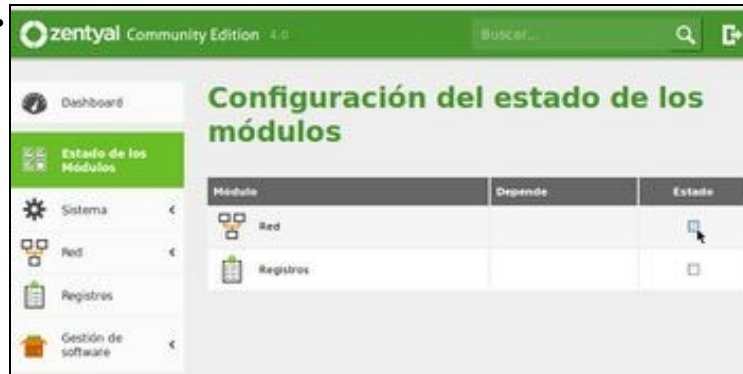 zentyal Community Edition 4.0
Buscar...
Dashboard
Estado de los
Módulos
Sistema
Red
Registros
Gestión de
software
Configuración del estado de los
módulos
Módulo Depende Estado
Red
Registros